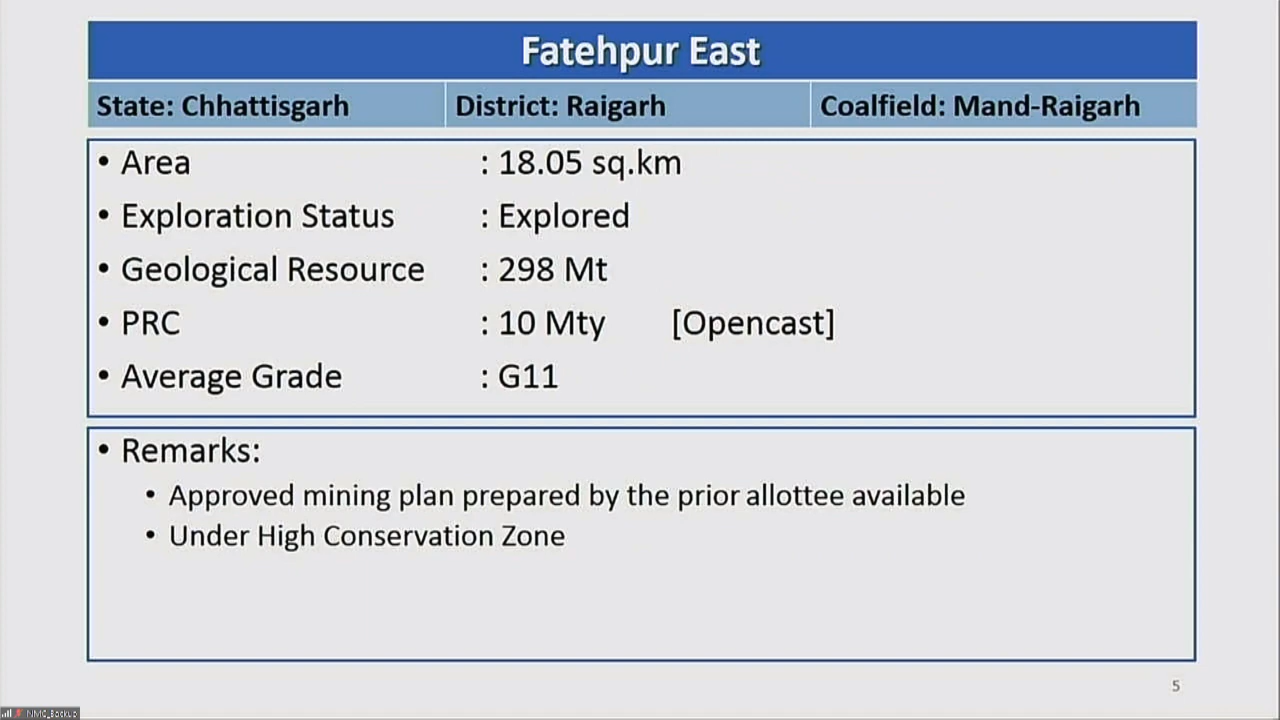 Fatehpur East
State: Chhattisgarh District: Raigarh Coalfield: Mand-Raigarh
• Area : 18.05 sq.km
• Exploration Status : Explored
• Geological Resource : 298 Mt
• PRC : 10 Mty [Opencast]
• Average Grade : G11
• Remarks:
• Approved mining plan prepared by the prior allottee available
• Under High Conservation Zone
5